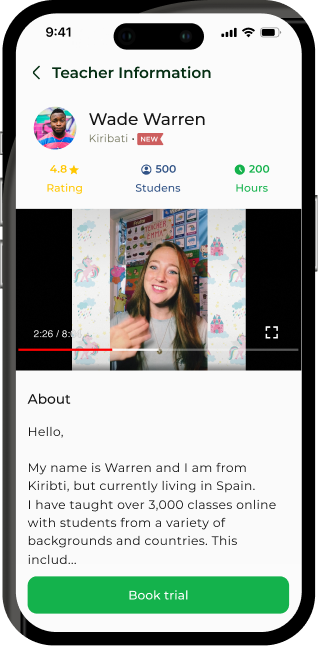 9:41
Teacher Information
Wade Warren
Kiribati • NEW
4.8 500 200
Rating Studens Hours
TEACHER
2:26 / 8:
About
Hello,
My name is Warren and I am from
Kiribti, but currently living in Spain.
I have taught over 3,000 classes online
with students from a variety of
backgrounds and countries. This
includ...
Book trial